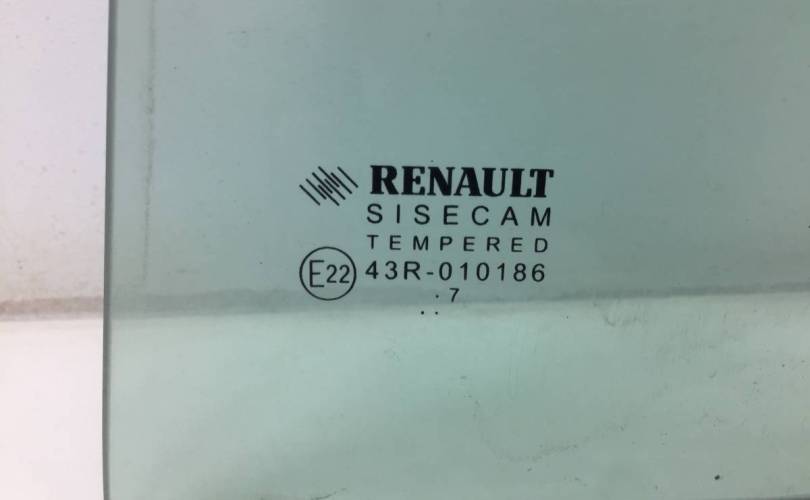 RENAULT
SISECAM
TEMPERED
E22 43R-010186
. 7
. .